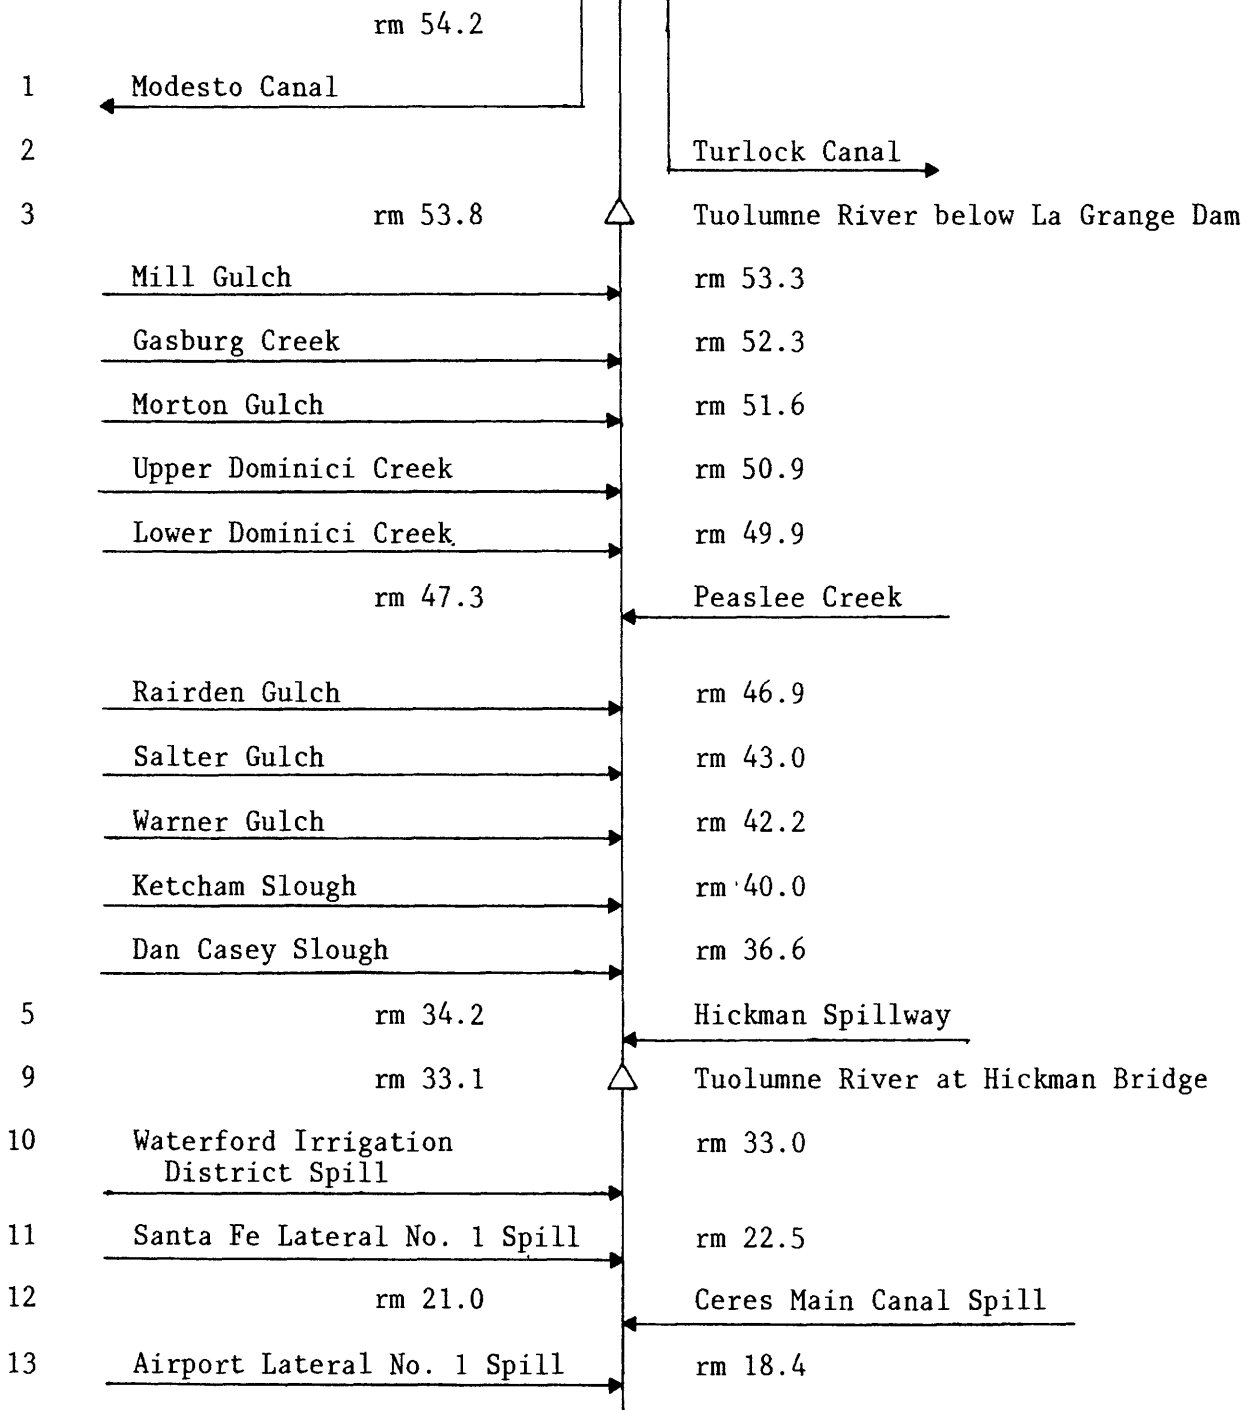 rm 54.2
1 Modesto Canal
2 Turlock Canal
3 rm 53.8 Tuolumne River below La Grange Dam
Mill Gulch rm 53.3
Gasburg Creek rm 52.3
Morton Gulch rm 51.6
Upper Dominici Creek rm 50.9
Lower Dominici Creek rm 49.9
rm 47.3 Peaslee Creek
Rairden Gulch rm 46.9
Salter Gulch rm 43.0
Warner Gulch rm 42.2
Ketcham Slough rm 40.0
Dan Casey Slough rm 36.6
5 rm 34.2 Hickman Spillway
9 rm 33.1 Tuolumne River at Hickman Bridge
10 Waterford Irrigation rm 33.0
District Spill
11 Santa Fe Lateral No. 1 Spill rm 22.5
12 rm 21.0 Ceres Main Canal Spill
13 Airport Lateral No. 1 Spill rm 18.4